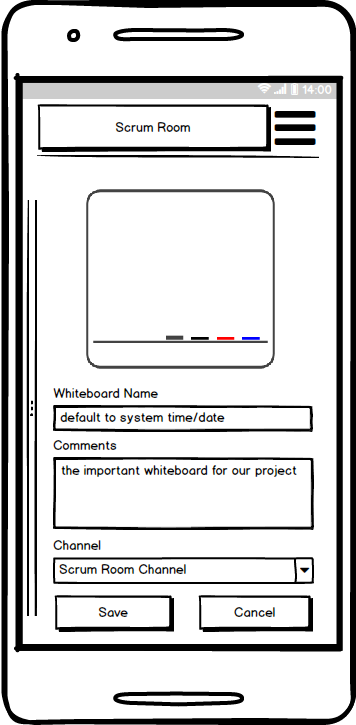 14:00
Scrum Room
Whiteboard Name
default to system time/date
Comments
the important whiteboard for our project
Channel
Scrum Room Channel
Save
Cancel